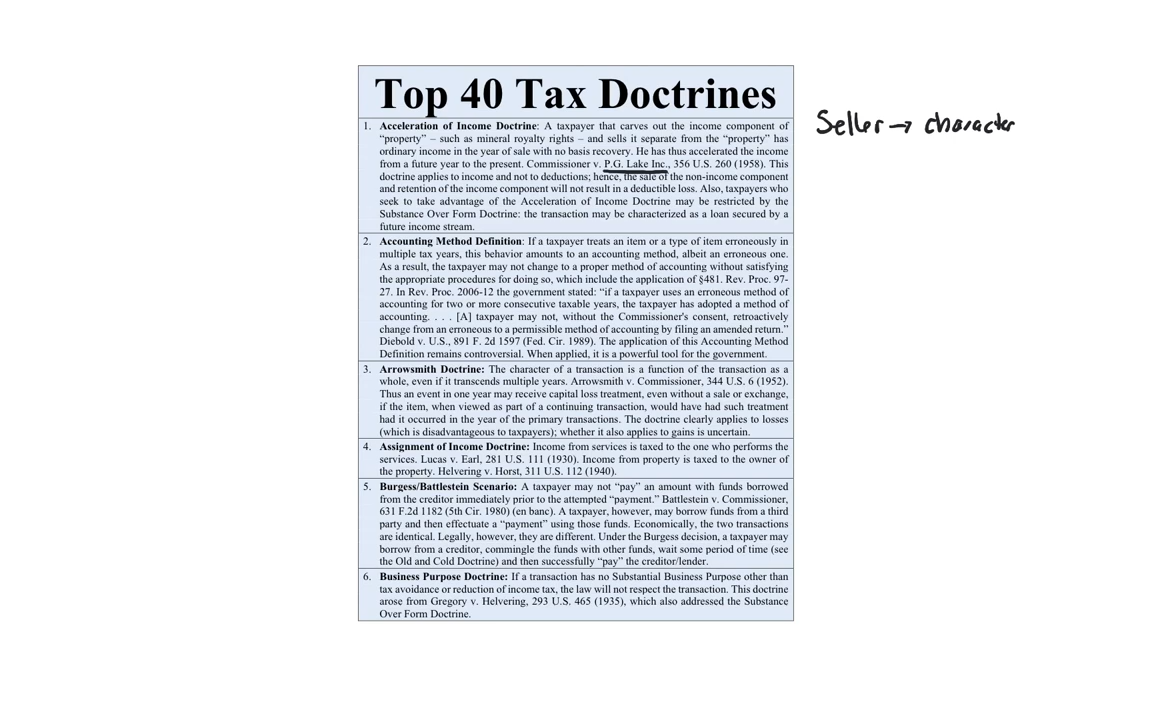 Top 40 Tax Doctrines
Seller → character
1. Acceleration of Income Doctrine: A taxpayer that carves out the income component of
“property” – such as mineral royalty rights – and sells it separate from the “property” has
ordinary income in the year of sale with no basis recovery. He has thus accelerated the income
from a future year to the present. Commissioner v. P.G. Lake Inc., 356 U.S. 260 (1958). This
doctrine applies to income and not to deductions; hence, the sale of the non-income component
and retention of the income component will not result in a deductible loss. Also, taxpayers who
seek to take advantage of the Acceleration of Income Doctrine may be restricted by the
Substance Over Form Doctrine: the transaction may be characterized as a loan secured by a
future income stream.
2. Accounting Method Definition: If a taxpayer treats an item or a type of item erroneously in
multiple tax years, this behavior amounts to an accounting method, albeit an erroneous one.
As a result, the taxpayer may not change to a proper method of accounting without satisfying
the appropriate procedures for doing so, which include the application of §481. Rev. Proc. 97-
27. In Rev. Proc. 2006-12 the government stated: “if a taxpayer uses an erroneous method of
accounting for two or more consecutive taxable years, the taxpayer has adopted a method of
accounting. . . . [A] taxpayer may not, without the Commissioner's consent, retroactively
change from an erroneous to a permissible method of accounting by filing an amended return.”
Diebold v. U.S., 891 F. 2d 1597 (Fed. Cir. 1989). The application of this Accounting Method
Definition remains controversial. When applied, it is a powerful tool for the government.
3. Arrowsmith Doctrine: The character of a transaction is a function of the transaction as a
whole, even if it transcends multiple years. Arrowsmith v. Commissioner, 344 U.S. 6 (1952).
Thus an event in one year may receive capital loss treatment, even without a sale or exchange,
if the item, when viewed as part of a continuing transaction, would have had such treatment
had it occurred in the year of the primary transactions. The doctrine clearly applies to losses
(which is disadvantageous to taxpayers); whether it also applies to gains is uncertain.
4. Assignment of Income Doctrine: Income from services is taxed to the one who performs the
services. Lucas v. Earl, 281 U.S. 111 (1930). Income from property is taxed to the owner of
the property. Helvering v. Horst, 311 U.S. 112 (1940).
5. Burgess/Battlestein Scenario: A taxpayer may not “pay” an amount with funds borrowed
from the creditor immediately prior to the attempted “payment.” Battlestein v. Commissioner,
631 F.2d 1182 (5th Cir. 1980) (en banc). A taxpayer, however, may borrow funds from a third
party and then effectuate a “payment” using those funds. Economically, the two transactions
are identical. Legally, however, they are different. Under the Burgess decision, a taxpayer may
borrow from a creditor, commingle the funds with other funds, wait some period of time (see
the Old and Cold Doctrine) and then successfully “pay” the creditor/lender.
6. Business Purpose Doctrine: If a transaction has no Substantial Business Purpose other than
tax avoidance or reduction of income tax, the law will not respect the transaction. This doctrine
arose from Gregory v. Helvering, 293 U.S. 465 (1935), which also addressed the Substance
Over Form Doctrine.